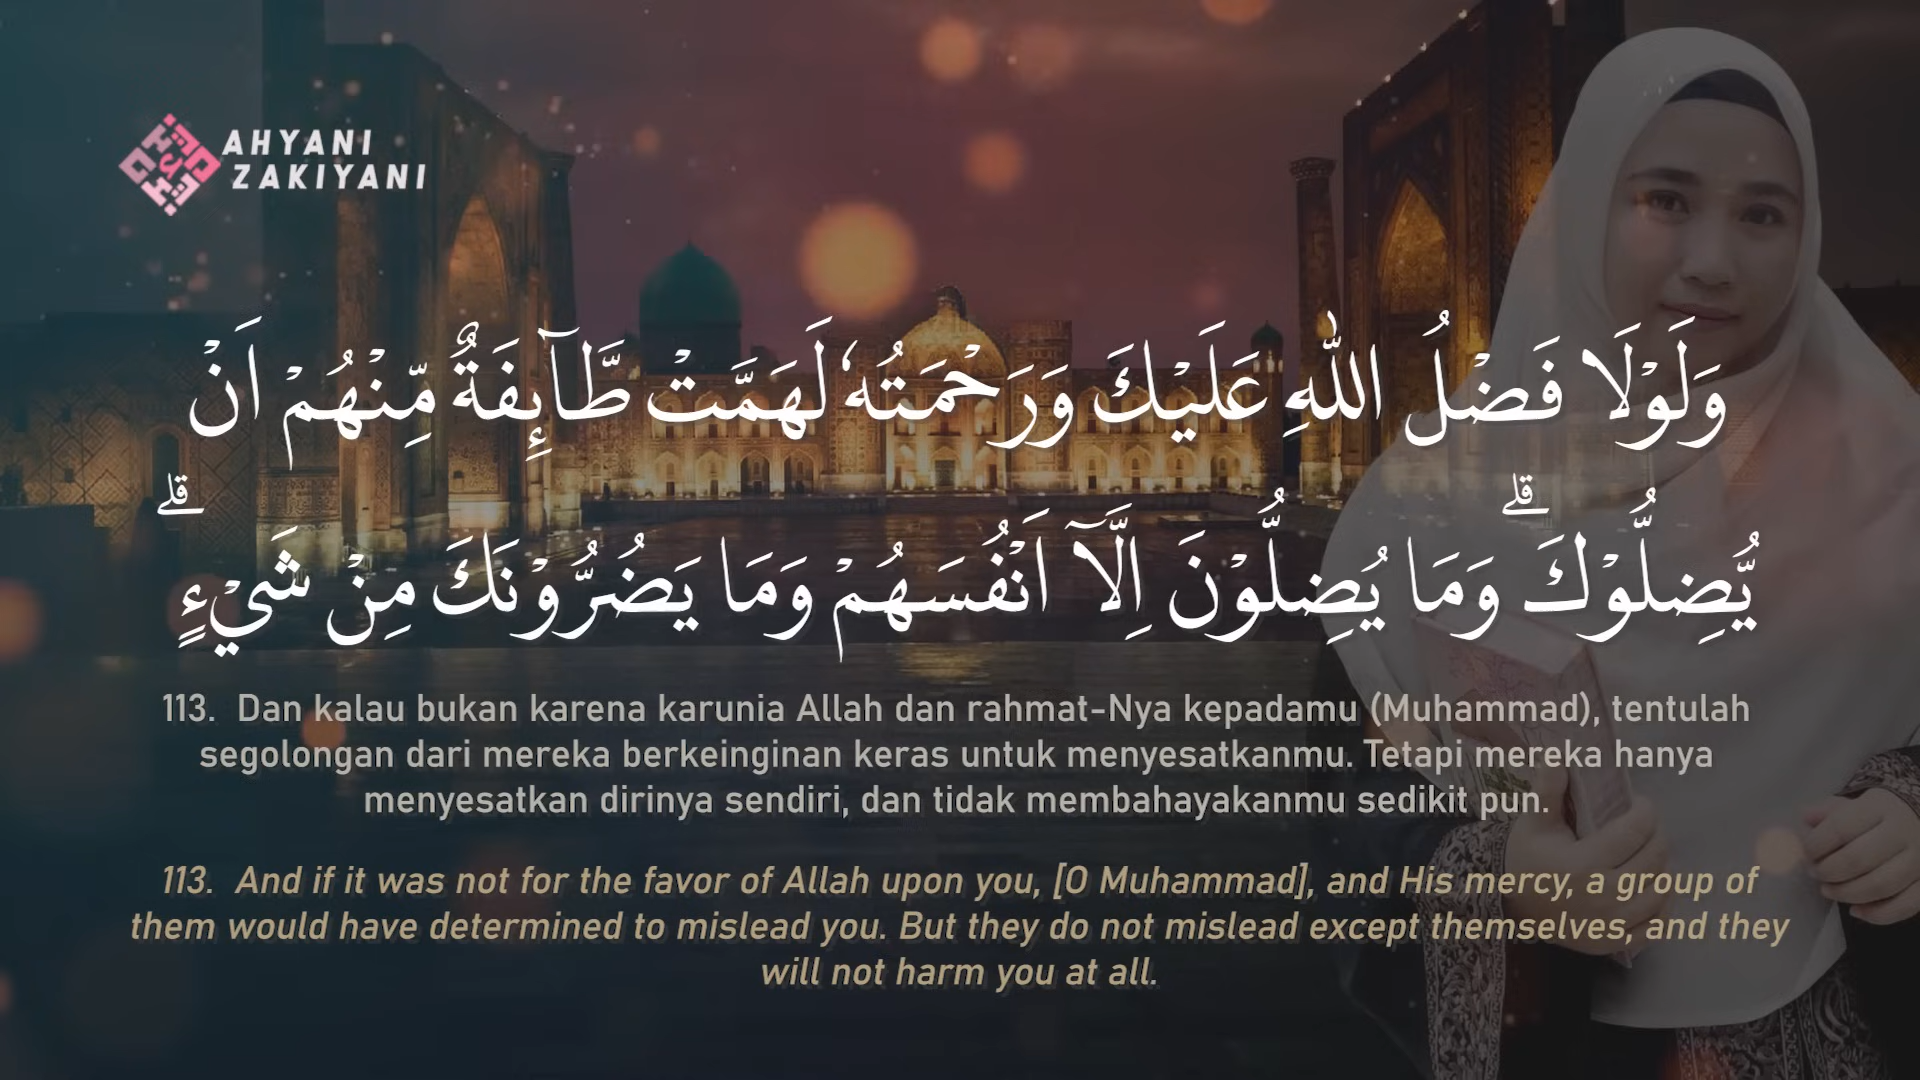 AHYANI
ZAKIYANI
وَلَوْلَا فَضْلُ اللّٰهِ عَلَيْكَ وَرَحْمَتُهٗ لَهَمَّتْ طَّاۤىِٕفَةٌ مِّنْهُمْ اَنْ
يُّضِلُّوْكَۗ وَمَا يُضِلُّوْنَ اِلَّآ اَنْفُسَهُمْ وَمَا يَضُرُّوْنَكَ مِنْ شَيْءٍۗ
113. Dan kalau bukan karena karunia Allah dan rahmat-Nya kepadamu (Muhammad), tentulah
segolongan dari mereka berkeinginan keras untuk menyesatkanmu. Tetapi mereka hanya
menyesatkan dirinya sendiri, dan tidak membahayakanmu sedikit pun.
113. And if it was not for the favor of Allah upon you, [O Muhammad], and His mercy, a group of
them would have determined to mislead you. But they do not mislead except themselves, and they
will not harm you at all.